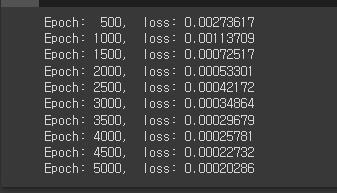 Epoch:  500,  loss: 0.00273617
Epoch: 1000,  loss: 0.00113709
Epoch: 1500,  loss: 0.00072517
Epoch: 2000,  loss: 0.00053301
Epoch: 2500,  loss: 0.00042172
Epoch: 3000,  loss: 0.00034864
Epoch: 3500,  loss: 0.00029679
Epoch: 4000,  loss: 0.00025781
Epoch: 4500,  loss: 0.00022732
Epoch: 5000,  loss: 0.00020286